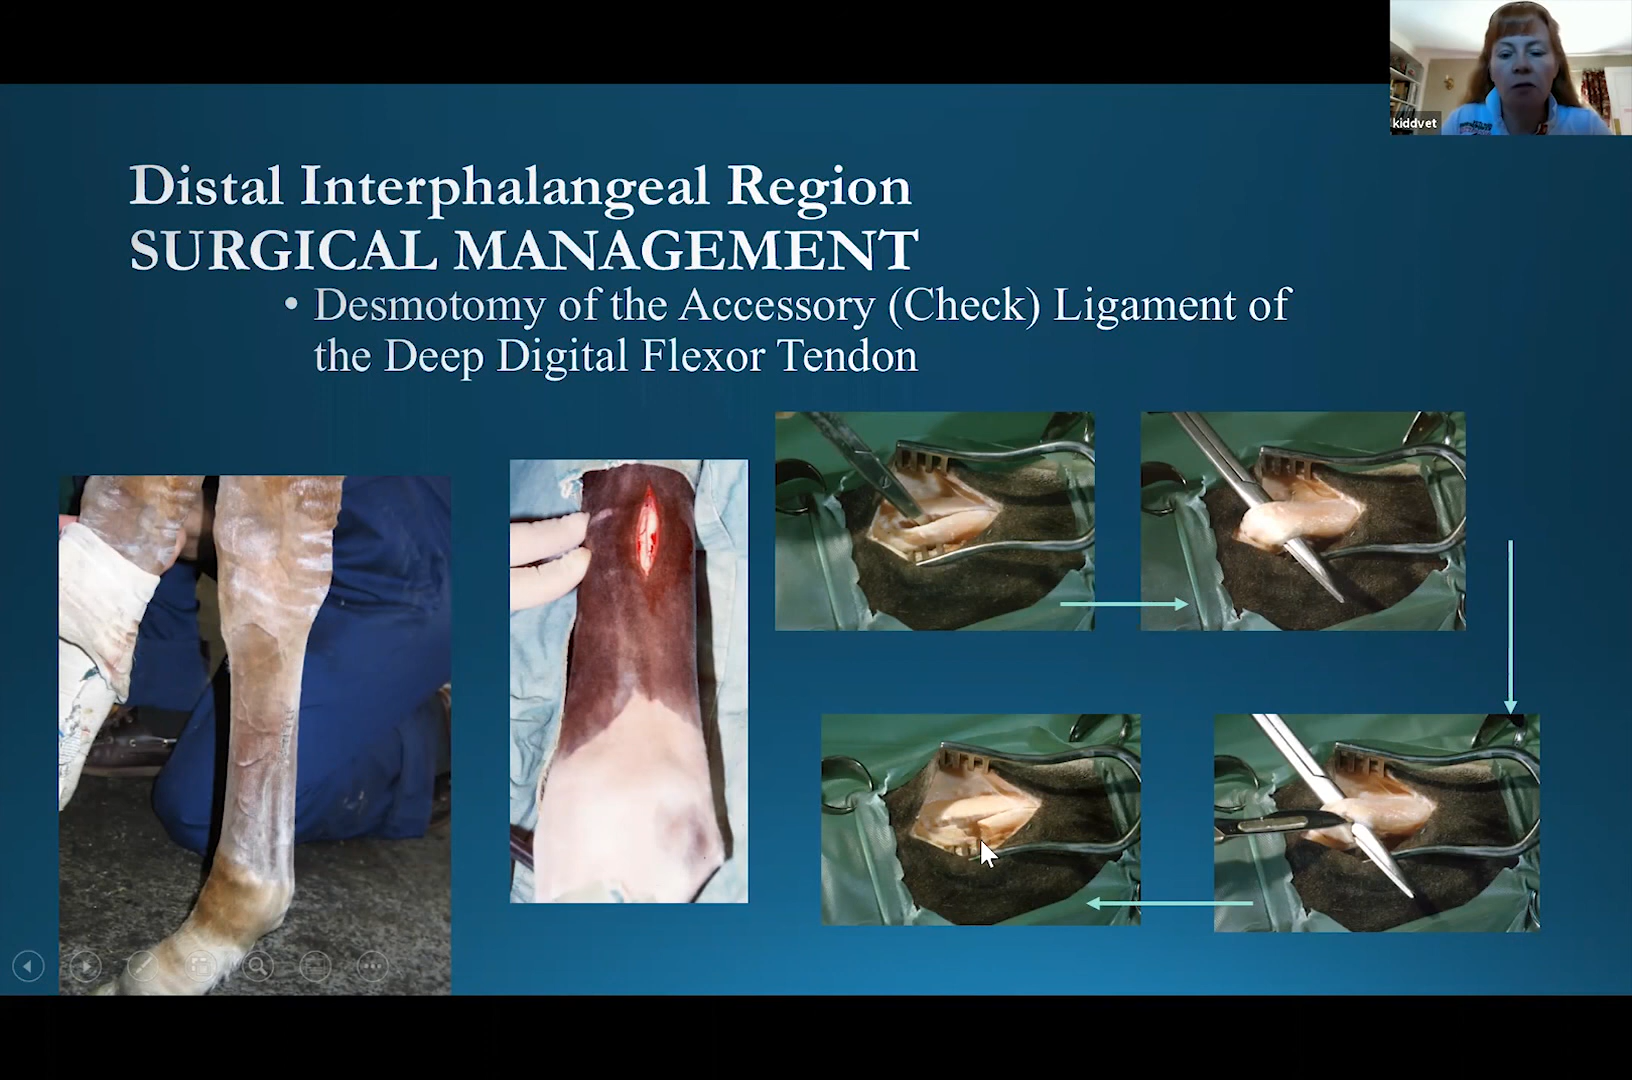 kiddvet
Distal Interphalangeal Region
SURGICAL MANAGEMENT
• Desmotomy of the Accessory (Check) Ligament of
the Deep Digital Flexor Tendon